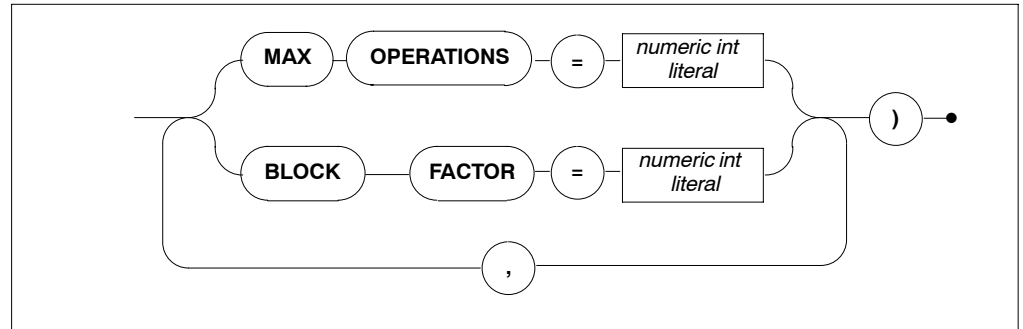 MAX OPERATIONS = numeric int literal
)
BLOCK FACTOR = numeric int literal
,